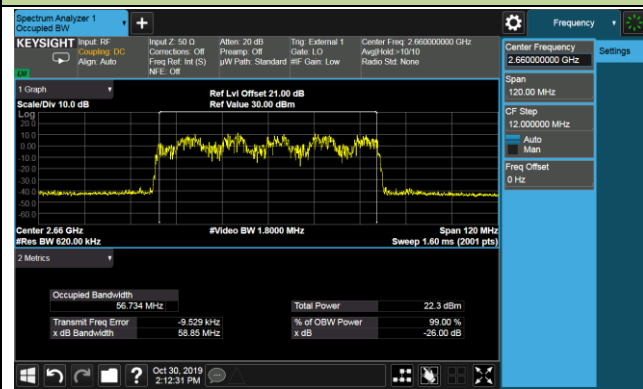 Spectrum Analyzer 1
Occupied BW
+
Frequency
KEYSIGHT
Input: RF
Coupling: DC
Align: Auto
Input Z: 50 Ω
Corrections: Off
Freq Ref: Int (S)
NFE: Off
Atten: 20 dB
Preamp: Off
µW Path: Standard
Trig: External 1
Gate: LO
#IF Gain: Low
Center Freq: 2.660000000 GHz
Avg|Hold:>10/10
Radio Std: None
LXI
1 Graph
Scale/Div 10.0 dB
Ref Lvl Offset 21.00 dB
Ref Value 30.00 dBm
Log
20.0
10.0
0.00
-10.0
-20.0
-30.0
-40.0
-50.0
-60.0
Center 2.66 GHz
#Res BW 620.00 kHz
#Video BW 1.8000 MHz
Span 120 MHz
Sweep 1.60 ms (2001 pts)
2 Metrics
Occupied Bandwidth
56.734 MHz
Total Power 22.3 dBm
Transmit Freq Error -9.529 kHz
% of OBW Power 99.00 %
x dB Bandwidth 58.85 MHz
x dB -26.00 dB
?
Oct 30, 2019
2:12:31 PM
Center Frequency
2.660000000 GHz
Settings
Span
120.00 MHz
CF Step
12.000000 MHz
Auto
Man
Freq Offset
0 Hz